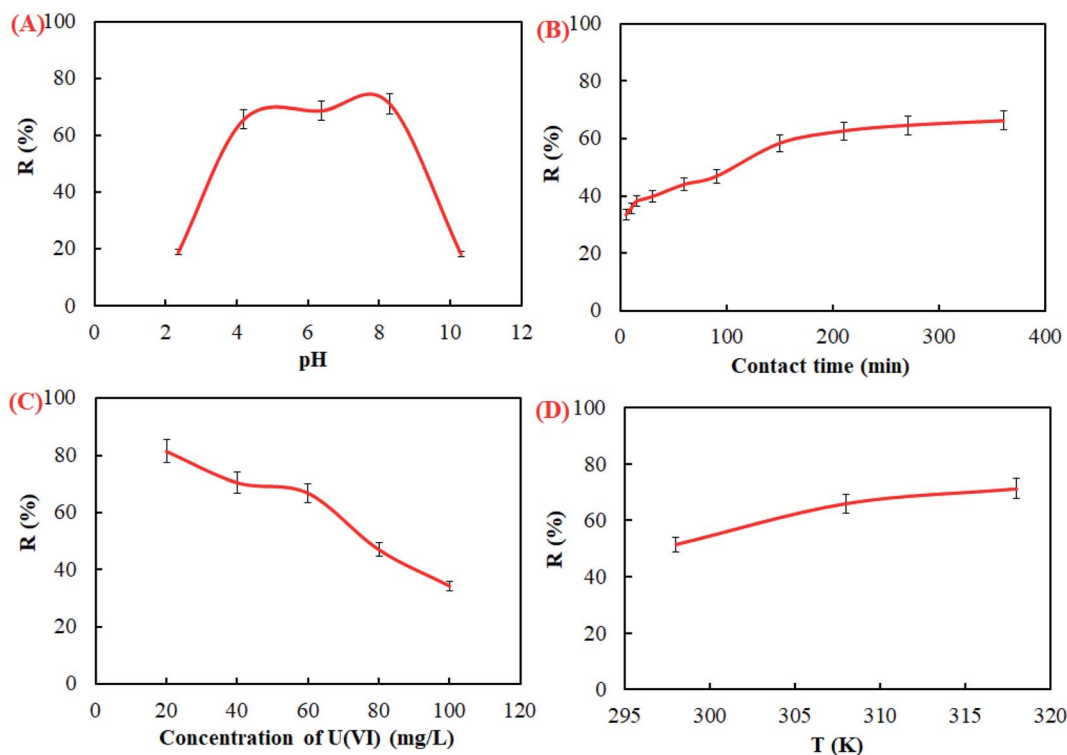 (A)
100
80
60
40
20
0
R (%)
0 2 4 6 8 10 12
pH
(B)
100
80
60
40
20
0
R (%)
0 100 200 300 400
Contact time (min)
(C)
100
80
60
40
20
0
R (%)
0 20 40 60 80 100 120
Concentration of U(VI) (mg/L)
(D)
100
80
60
40
20
0
R (%)
295 300 305 310 315 320
T (K)